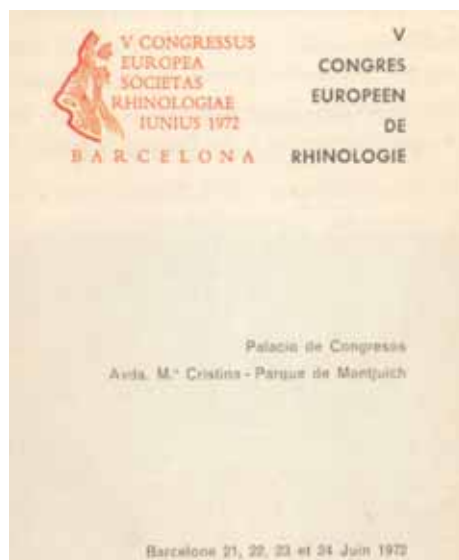 V CONGRESSUS
EUROPEA
SOCIETAS
RHINOLOGIAE
IUNIUS 1972
BARCELONA
V
CONGRES
EUROPEEN
DE
RHINOLOGIE
Palacio de Congresos
Avda. M.ª Cristina - Parque de Montjuich
Barcelone 21, 22, 23 et 24 Juin 1972